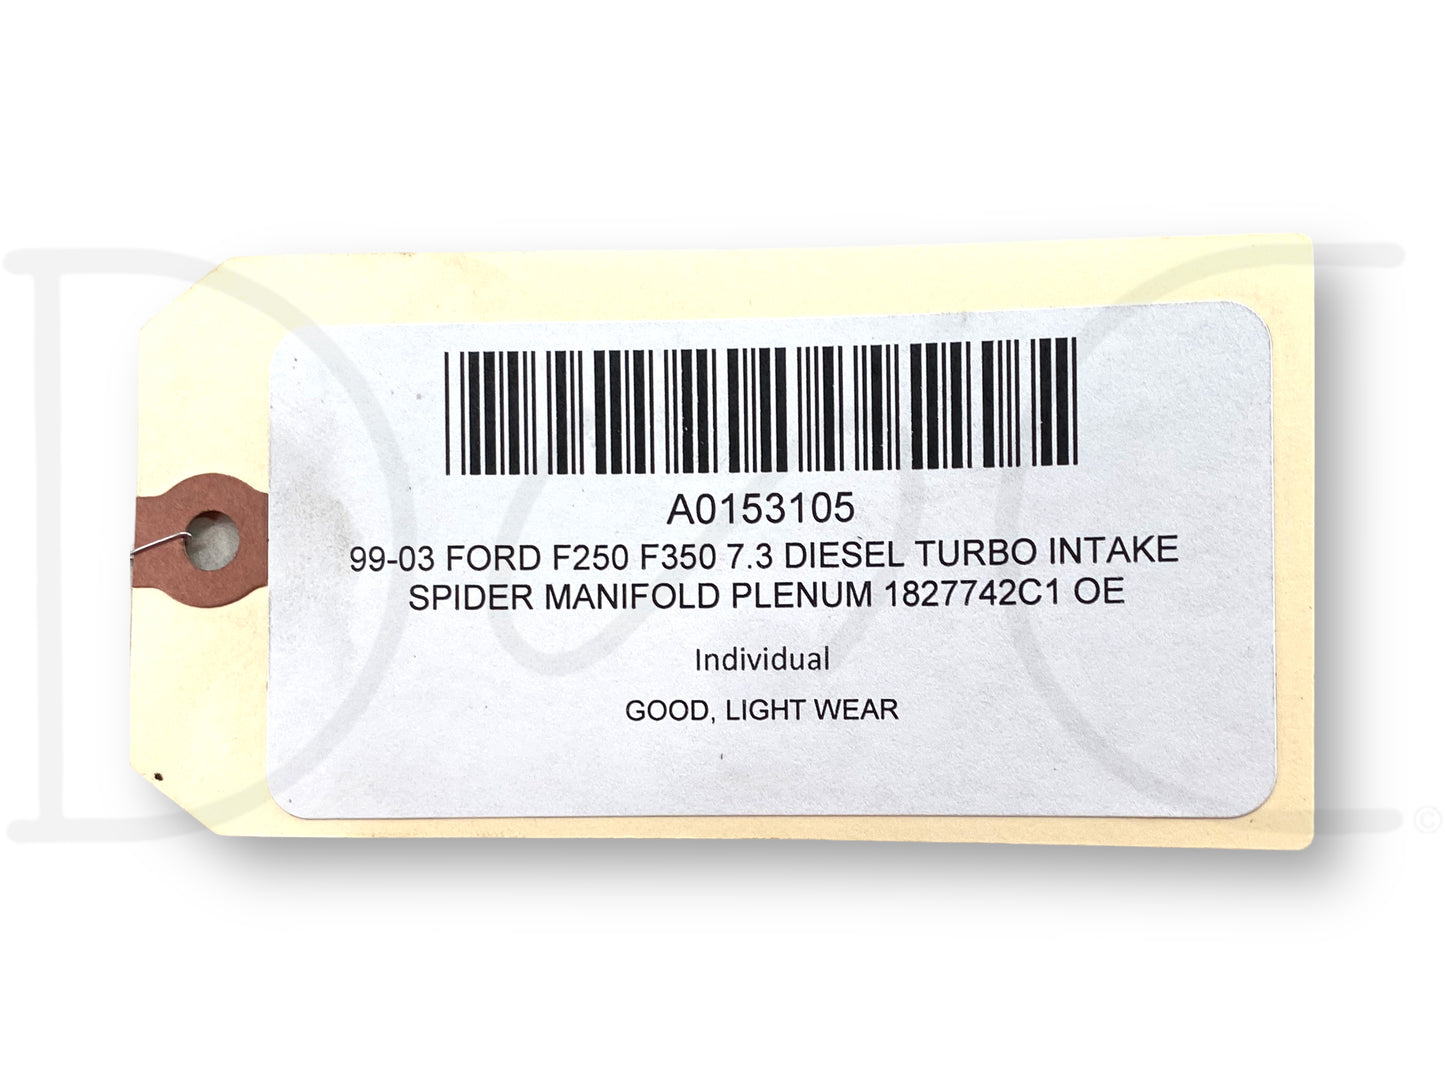 A0153105
99-03 FORD F250 F350 7.3 DIESEL TURBO INTAKE
SPIDER MANIFOLD PLENUM 1827742C1 OE
Individual
GOOD, LIGHT WEAR
©